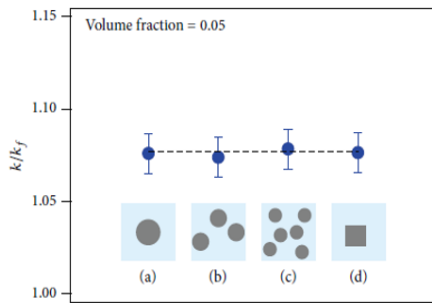 Volume fraction = 0.05
1.15
1.10
1.05
1.00
k/k_f
(a) (b) (c) (d)